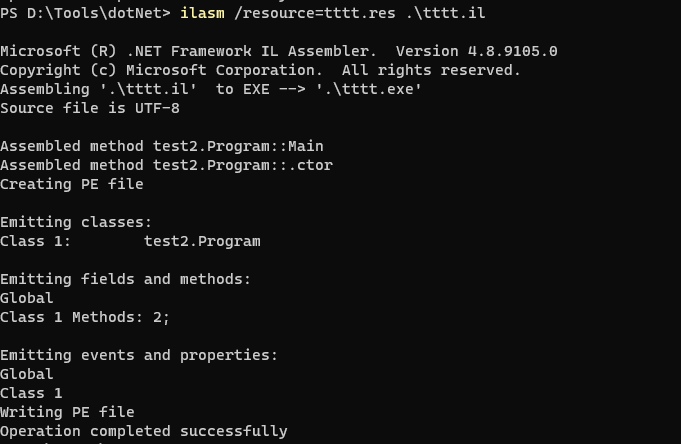 PS D:\Tools\dotNet> ilasm /resource=tttt.res .\tttt.il
Microsoft (R) .NET Framework IL Assembler.  Version 4.8.9105.0
Copyright (c) Microsoft Corporation.  All rights reserved.
Assembling '.\tttt.il'  to EXE --> '.\tttt.exe'
Source file is UTF-8
Assembled method test2.Program::Main
Assembled method test2.Program::.ctor
Creating PE file
Emitting classes:
Class 1:        test2.Program
Emitting fields and methods:
Global
Class 1 Methods: 2;
Emitting events and properties:
Global
Class 1
Writing PE file
Operation completed successfully